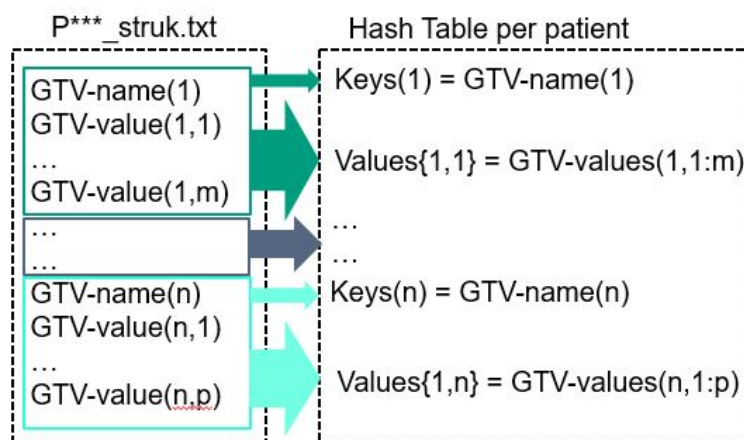 P***_struk.txt
GTV-name(1)
GTV-value(1,1)
...
GTV-value(1,m)
...
...
GTV-name(n)
GTV-value(n,1)
...
GTV-value(n,p)
Hash Table per patient
Keys(1) = GTV-name(1)
Values{1,1} = GTV-values(1,1:m)
...
...
Keys(n) = GTV-name(n)
Values{1,n} = GTV-values(n,1:p)